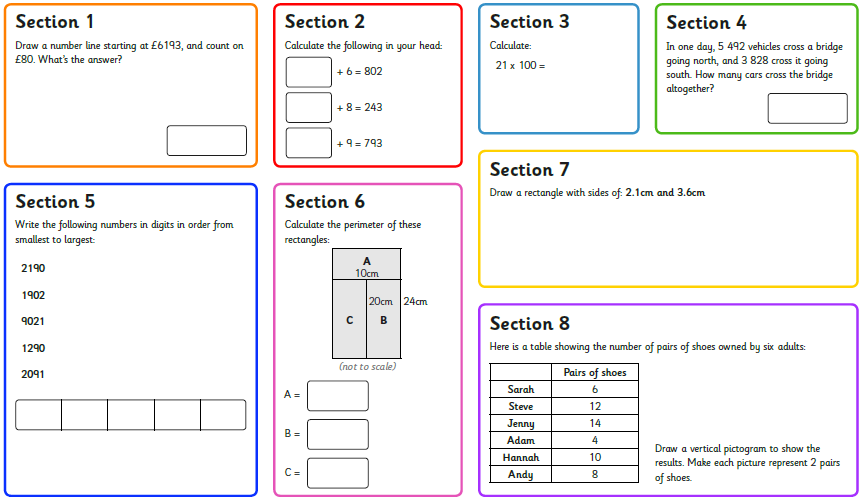 Section 1
Draw a number line starting at £6193, and count on
£80. What's the answer?
Section 2
Calculate the following in your head:
+ 6 = 802
+ 8 = 243
+ 9 = 793
Section 3
Calculate:
21 x 100 =
Section 4
In one day, 5 492 vehicles cross a bridge
going north, and 3 828 cross it going
south. How many cars cross the bridge
altogether?
Section 5
Write the following numbers in digits in order from
smallest to largest:
2190
1902
9021
1290
2091
Section 6
Calculate the perimeter of these
rectangles:
A
10cm
20cm 24cm
C B
(not to scale)
A =
B =
C =
Section 7
Draw a rectangle with sides of: 2.1cm and 3.6cm
Section 8
Here is a table showing the number of pairs of shoes owned by six adults:
Pairs of shoes
Sarah 6
Steve 12
Jenny 14
Adam 4
Hannah 10
Andy 8
Draw a vertical pictogram to show the
results. Make each picture represent 2 pairs
of shoes.